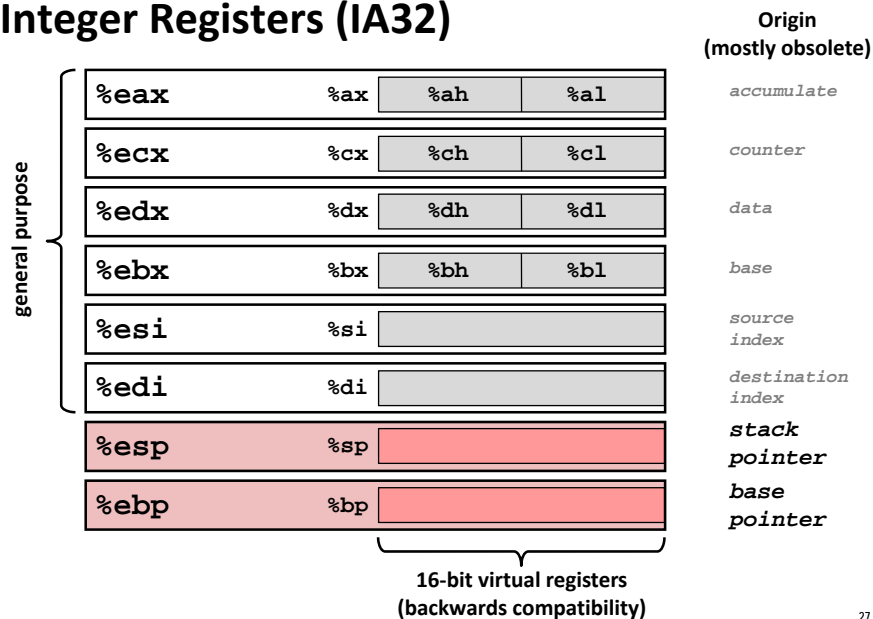 Integer Registers (IA32)
Origin
(mostly obsolete)
general purpose
%eax %ax %ah %al accumulate
%ecx %cx %ch %cl counter
%edx %dx %dh %dl data
%ebx %bx %bh %bl base
%esi %si source
index
%edi %di destination
index
%esp %sp stack
pointer
%ebp %bp base
pointer
16-bit virtual registers
(backwards compatibility)
27